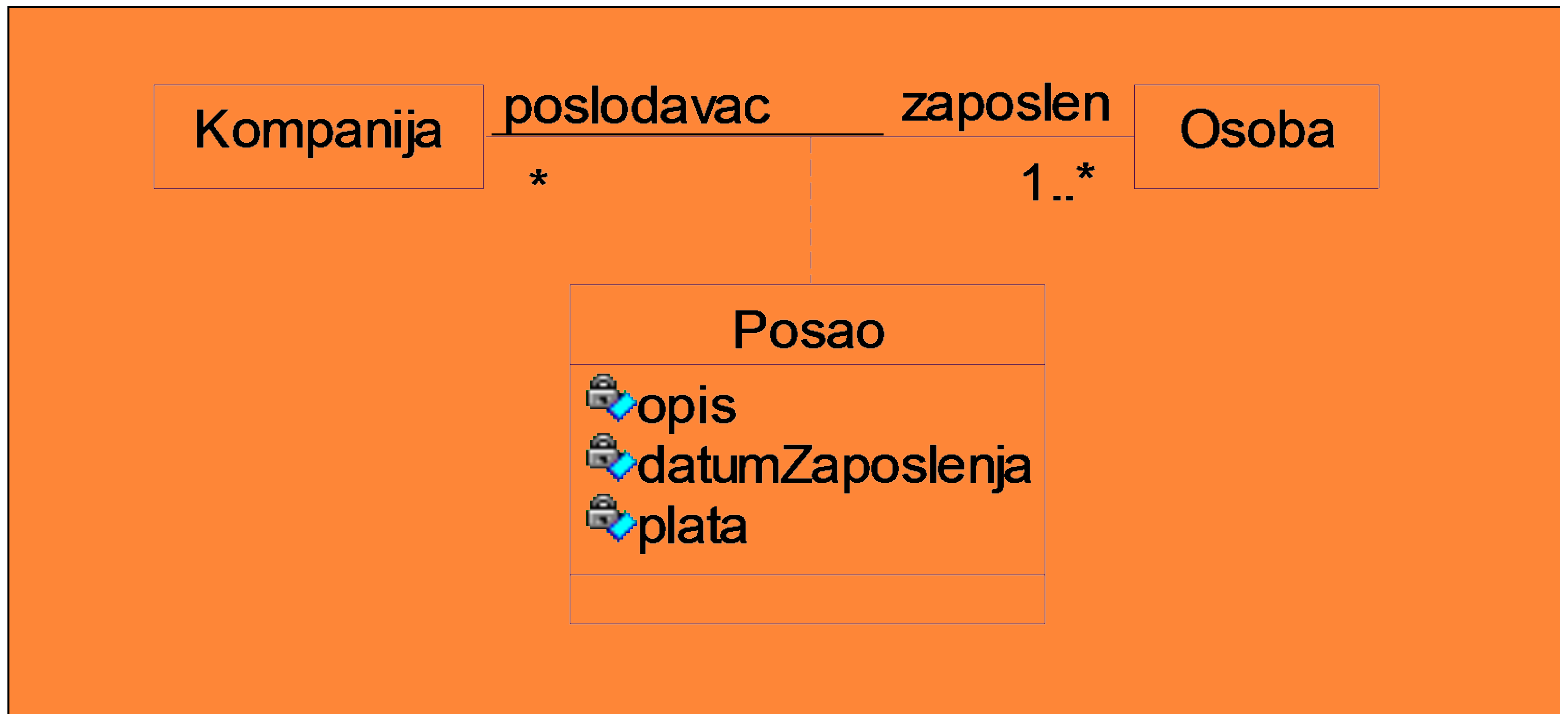 Kompanija
poslodavac
zaposlen
Osoba
*
1..*
Posao
opis
datumZaposlenja
plata